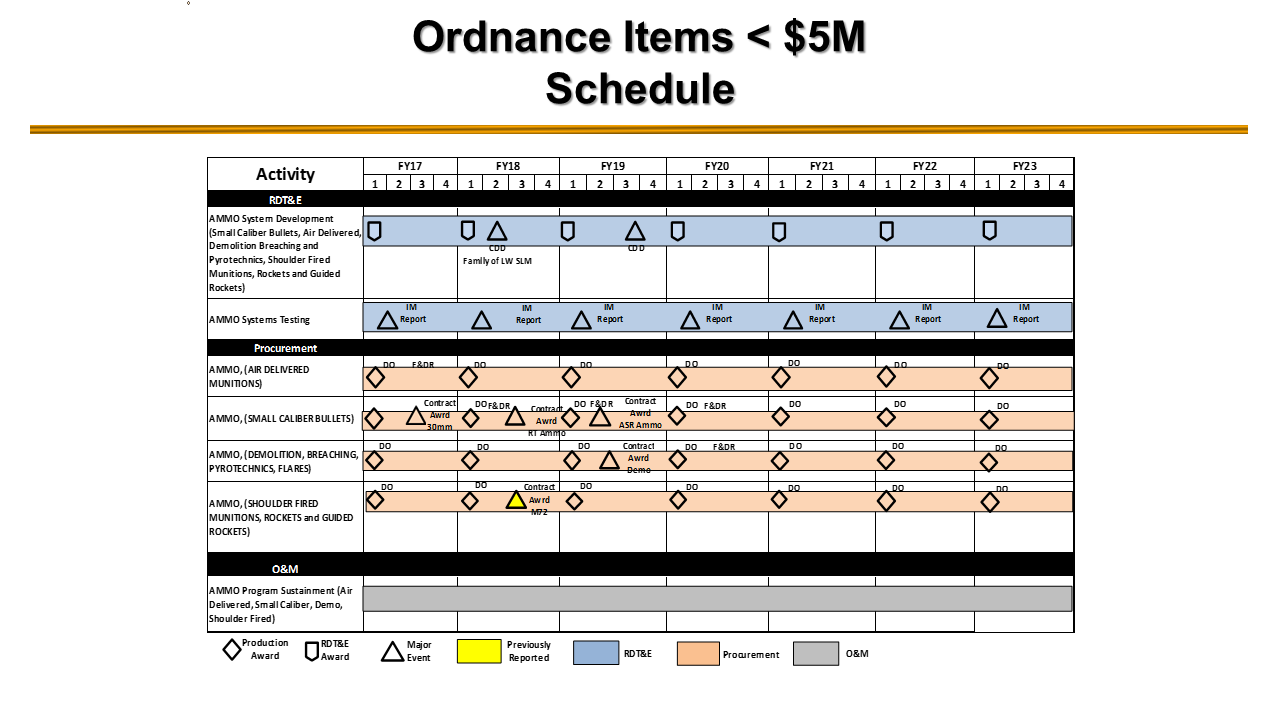 Ordnance Items < $5M
Schedule
Activity
FY17 FY18 FY19 FY20 FY21 FY22 FY23
1 2 3 4 1 2 3 4 1 2 3 4 1 2 3 4 1 2 3 4 1 2 3 4 1 2 3 4
RDT&E
AMMO System Development
(Small Caliber Bullets, Air Delivered,
Demolition Breaching and
Pyrotechnics, Shoulder Fired
Munitions, Rockets and Guided
Rockets)
CDD
Family of LW SLM
CDD
AMMO Systems Testing
IM IM IM IM IM IM IM
Report Report Report Report Report Report Report
Procurement
AMMO, (AIR DELIVERED
MUNITIONS)
DO F&DR DO DO DO DO DO DO
AMMO, (SMALL CALIBER BULLETS)
Contract
Awrd
30mm
DO F&DR
Contract
Awrd
RT Ammo
DO F&DR
Contract
Awrd
ASR Ammo
DO F&DR DO DO DO
AMMO, (DEMOLITION, BREACHING,
PYROTECHNICS, FLARES)
DO DO DO
Contract
Awrd
Demo
DO F&DR DO DO DO
AMMO, (SHOULDER FIRED
MUNITIONS, ROCKETS and GUIDED
ROCKETS)
DO DO
Contract
Awrd
M72
DO DO DO DO DO
O&M
AMMO Program Sustainment (Air
Delivered, Small Caliber, Demo,
Shoulder Fired)
Production
Award
RDT&E
Award
Major
Event
Previously
Reported
RDT&E
Procurement
O&M